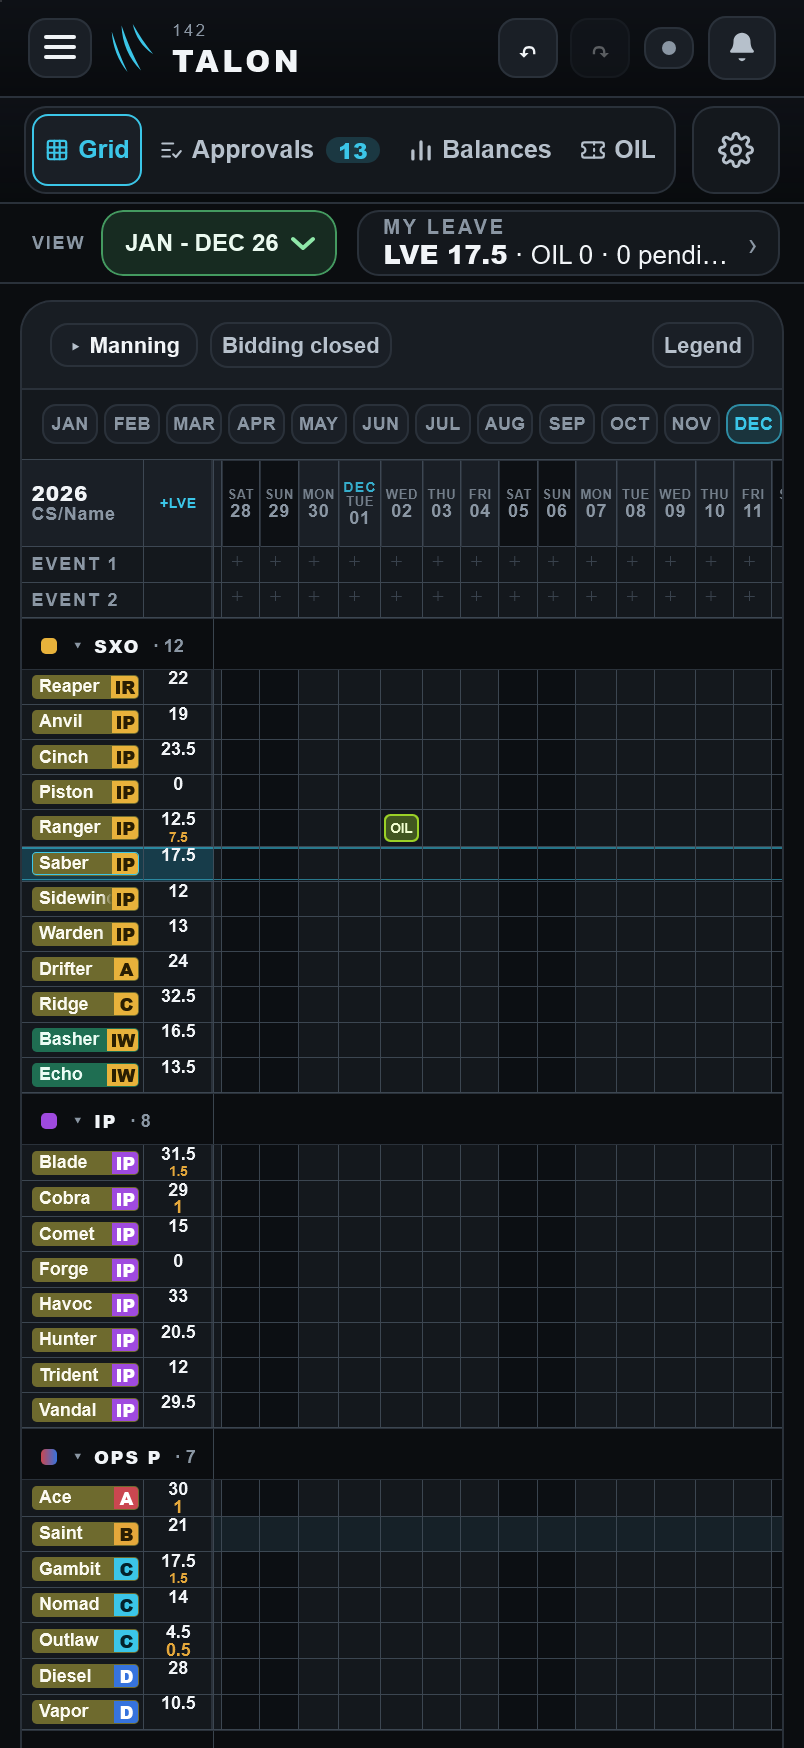 142
TALON
Grid
Approvals 13
Balances
OIL
VIEW
JAN - DEC 26
MY LEAVE
LVE 17.5 · OIL 0 · 0 pendi…
Manning
Bidding closed
Legend
JAN FEB MAR APR MAY JUN JUL AUG SEP OCT NOV DEC
2026
CS/Name
+LVE
SAT 28
SUN 29
MON 30
DEC TUE 01
WED 02
THU 03
FRI 04
SAT 05
SUN 06
MON 07
TUE 08
WED 09
THU 10
FRI 11
EVENT 1 + + + + + + + + + + + + + +
EVENT 2 + + + + + + + + + + + + + +
SXO · 12
Reaper IR 22
Anvil IP 19
Cinch IP 23.5
Piston IP 0
Ranger IP 12.5 7.5 OIL
Saber IP 17.5
Sidewin IP 12
Warden IP 13
Drifter A 24
Ridge C 32.5
Basher IW 16.5
Echo IW 13.5
IP · 8
Blade IP 31.5 1.5
Cobra IP 29 1
Comet IP 15
Forge IP 0
Havoc IP 33
Hunter IP 20.5
Trident IP 12
Vandal IP 29.5
OPS P · 7
Ace A 30 1
Saint B 21
Gambit C 17.5 1.5
Nomad C 14
Outlaw C 4.5 0.5
Diesel D 28
Vapor D 10.5